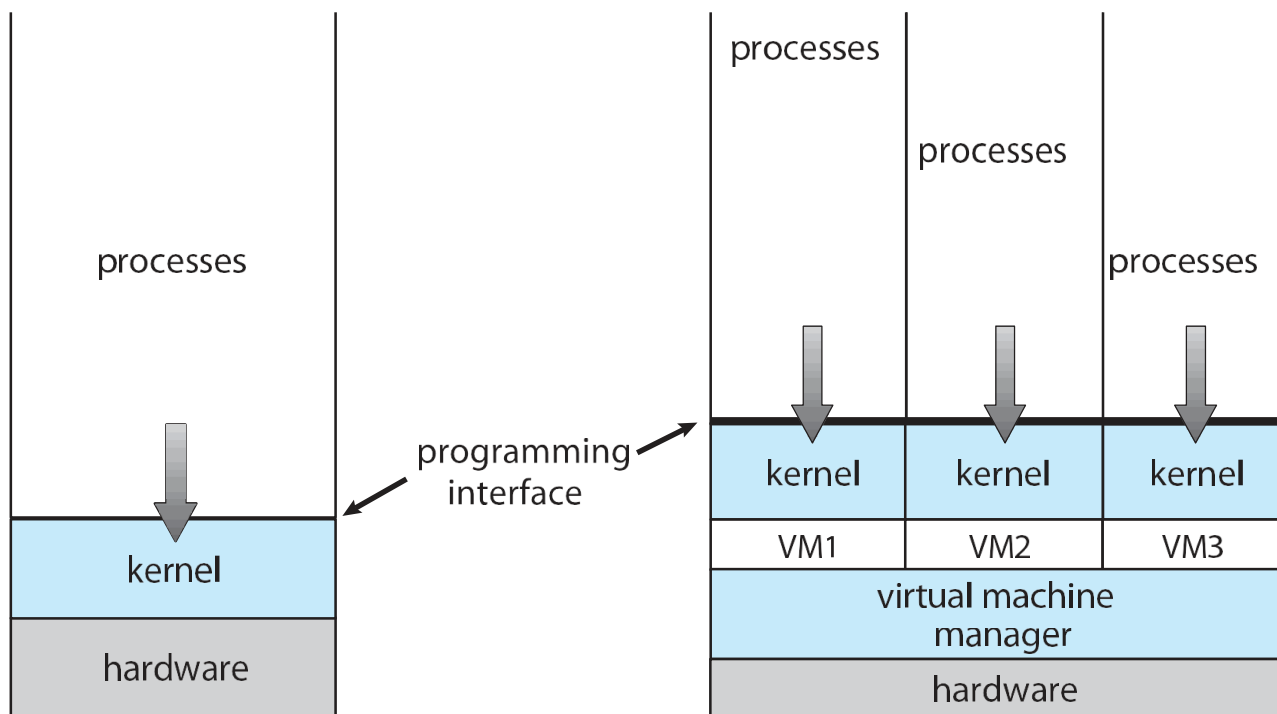 processes
kernel
hardware
programming
interface
processes
processes
processes
kernel
kernel
kernel
VM1
VM2
VM3
virtual machine
manager
hardware